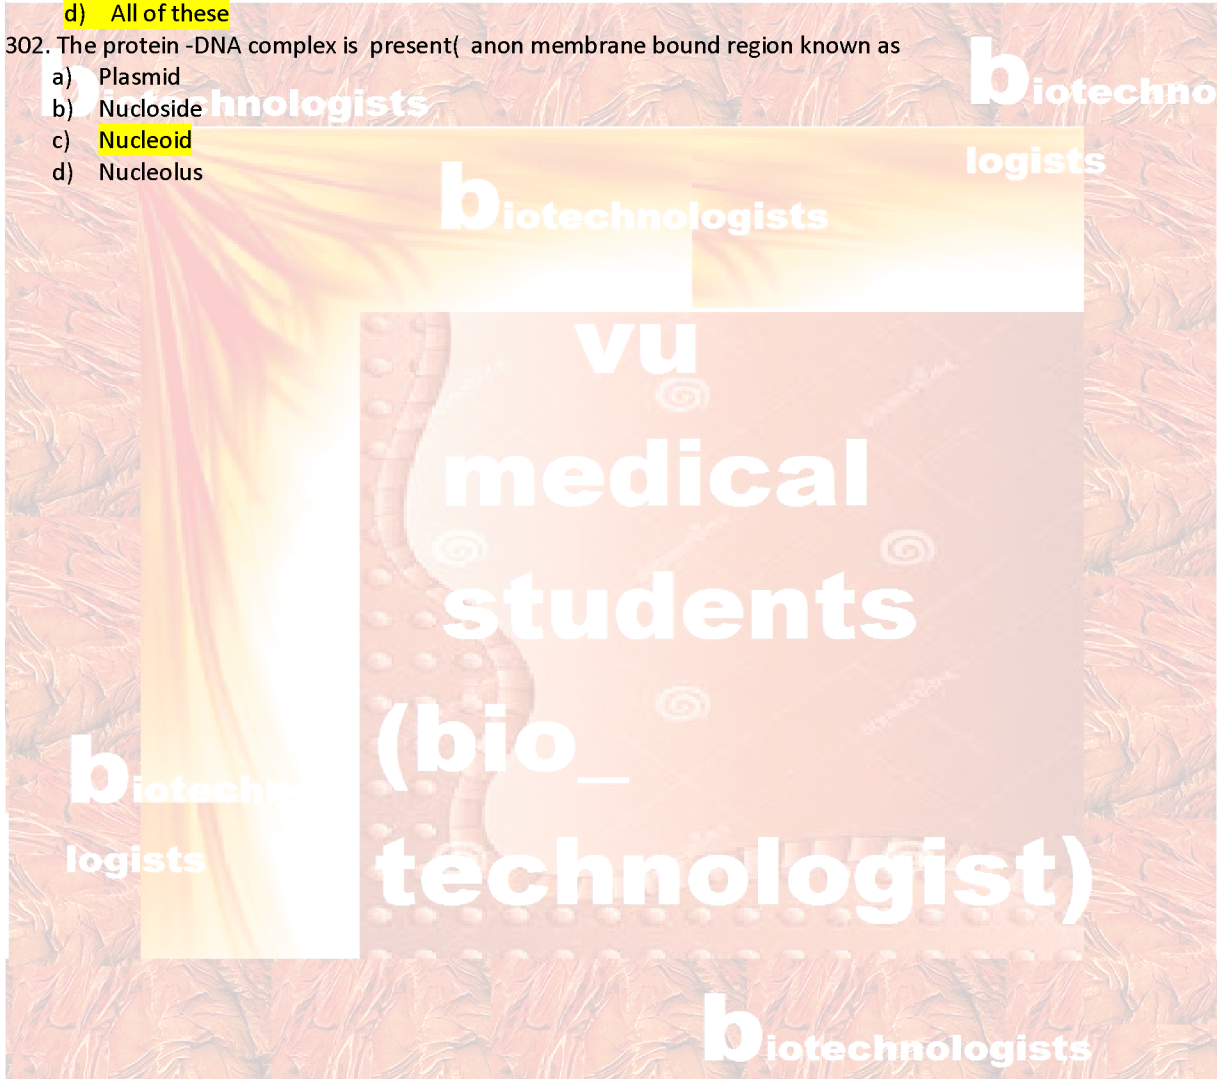 d) All of these
302. The protein -DNA complex is present( anon membrane bound region known as
a) Plasmid
b) Nucloside
c) Nucleoid
d) Nucleolus
biotechnologists
biotechno
logists
biotechnologists
vu
medical
students
(bio_
technologist)
biotechn
logists
biotechnologists